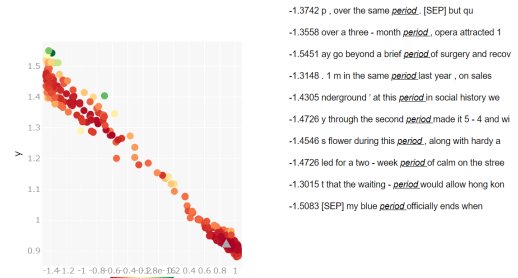 -1.3742 p , over the same period . [SEP] but qu
-1.3558 over a three - month period , opera attracted 1
-1.5451 ay go beyond a brief period of surgery and recov
-1.3148 . 1 m in the same period last year , on sales
-1.4305 nderground ' at this period in social history we
-1.4726 y through the second period made it 5 - 4 and wi
-1.4546 s flower during this period , along with hardy a
-1.4726 led for a two - week period of calm on the stree
-1.3015 t that the waiting - period would allow hong kon
-1.5083 [SEP] my blue period officially ends when
y
1.5
1.4
1.3
1.2
1.1
1
0.9
-1.4 -1.2 -1 -0.8 -0.6 -0.4 0.2 0.4 0.6 0.8 1